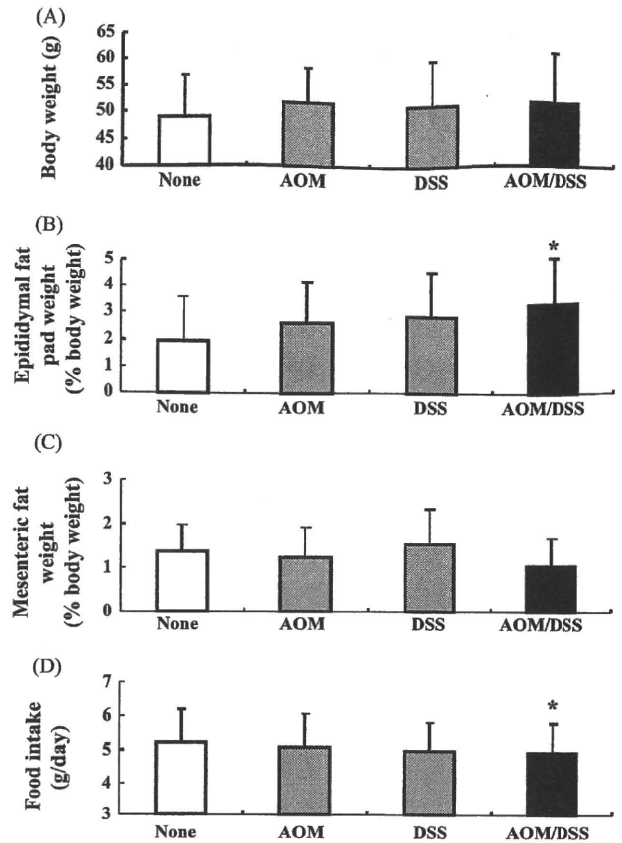 (A)
Body weight (g)
65
60
55
50
45
40
None AOM DSS AOM/DSS
(B)
Epididymal fat
pad weight
(% body weight)
5
4
3
2
1
0
*
None AOM DSS AOM/DSS
(C)
Mesenteric fat
weight
(% body weight)
3
2
1
0
None AOM DSS AOM/DSS
(D)
Food intake
(g/day)
7
6
5
4
3
*
None AOM DSS AOM/DSS